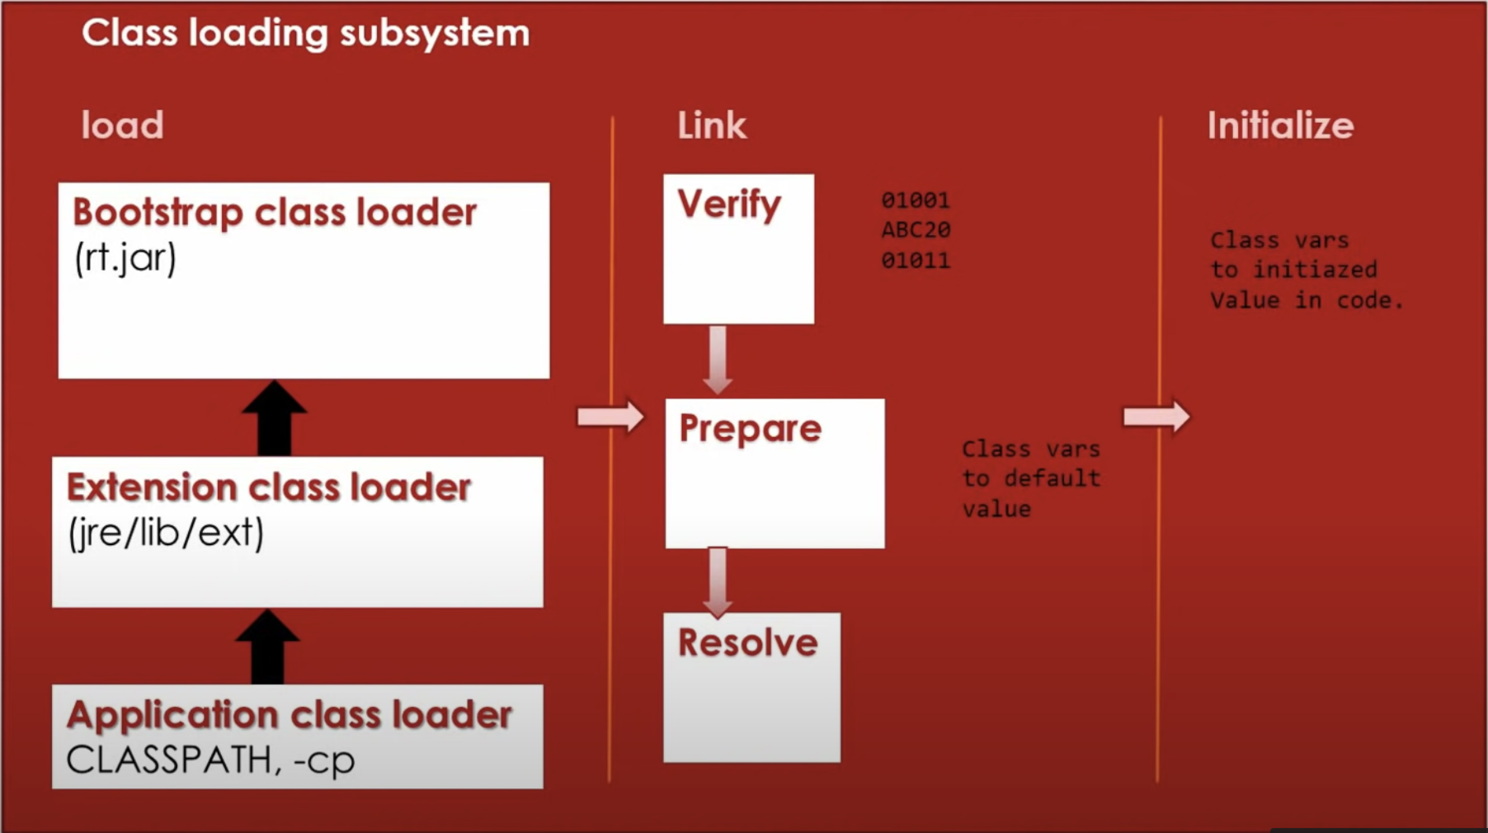 Class loading subsystem
load
Bootstrap class loader
(rt.jar)
Extension class loader
(jre/lib/ext)
Application class loader
CLASSPATH, -cp
Link
Verify
01001
ABC20
01011
Prepare
Class vars
to default
value
Resolve
Initialize
Class vars
to initiazed
Value in code.